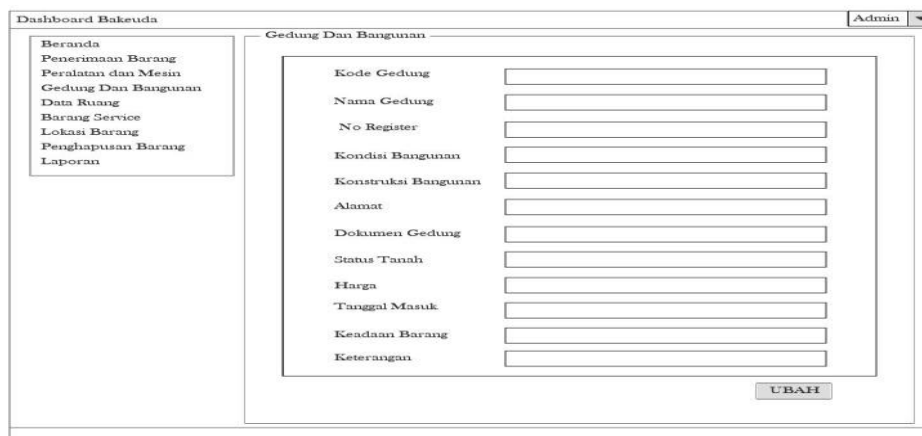 Dashboard Bakeuda
Admin
Beranda
Penerimaan Barang
Peralatan dan Mesin
Gedung Dan Bangunan
Data Ruang
Barang Service
Lokasi Barang
Penghapusan Barang
Laporan
Gedung Dan Bangunan
Kode Gedung
Nama Gedung
No Register
Kondisi Bangunan
Konstruksi Bangunan
Alamat
Dokumen Gedung
Status Tanah
Harga
Tanggal Masuk
Keadaan Barang
Keterangan
UBAH